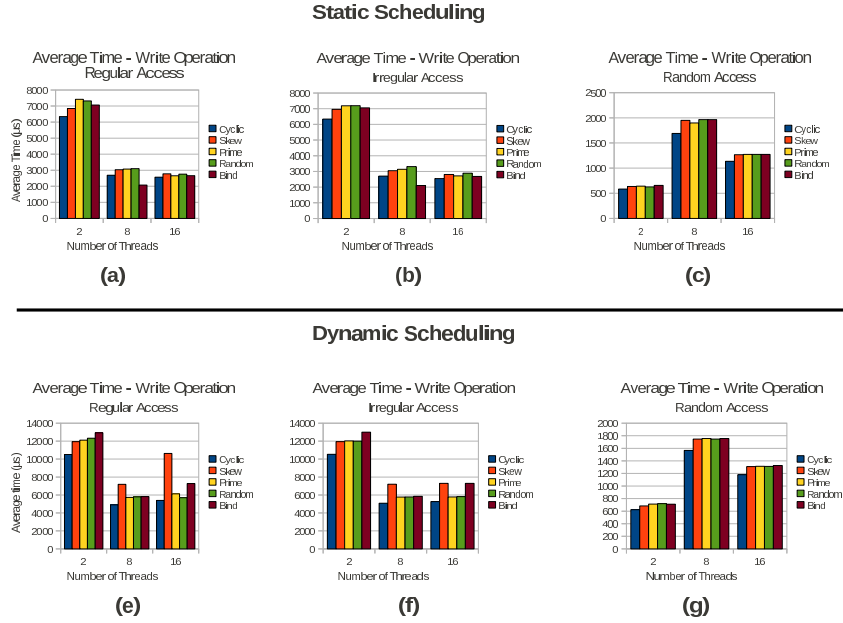 Static Scheduling
Average Time - Write Operation
Regular Access
8000
7000
6000
5000
4000
3000
2000
1000
0
Average Time (µs)
2 8 16
Number of Threads
Cyclic
Skew
Prime
Random
Bind
(a)
Average Time - Write Operation
Irregular Access
8000
7000
6000
5000
4000
3000
2000
1000
0
2 8 16
Number of Threads
Cyclic
Skew
Prime
Random
Bind
(b)
Average Time - Write Operation
Random Access
2500
2000
1500
1000
500
0
2 8 16
Number of Threads
Cyclic
Skew
Prime
Random
Bind
(c)
Dynamic Scheduling
Average Time - Write Operation
Regular Access
14000
12000
10000
8000
6000
4000
2000
0
Average time (µs)
2 8 16
Number of Threads
Cyclic
Skew
Prime
Random
Bind
(e)
Average Time - Write Operation
Irregular Access
14000
12000
10000
8000
6000
4000
2000
0
2 8 16
Number of Threads
Cyclic
Skew
Prime
Random
Bind
(f)
Average Time - Write Operation
Random Access
2000
1800
1600
1400
1200
1000
800
600
400
200
0
2 8 16
Number of Threads
Cyclic
Skew
Prime
Random
Bind
(g)